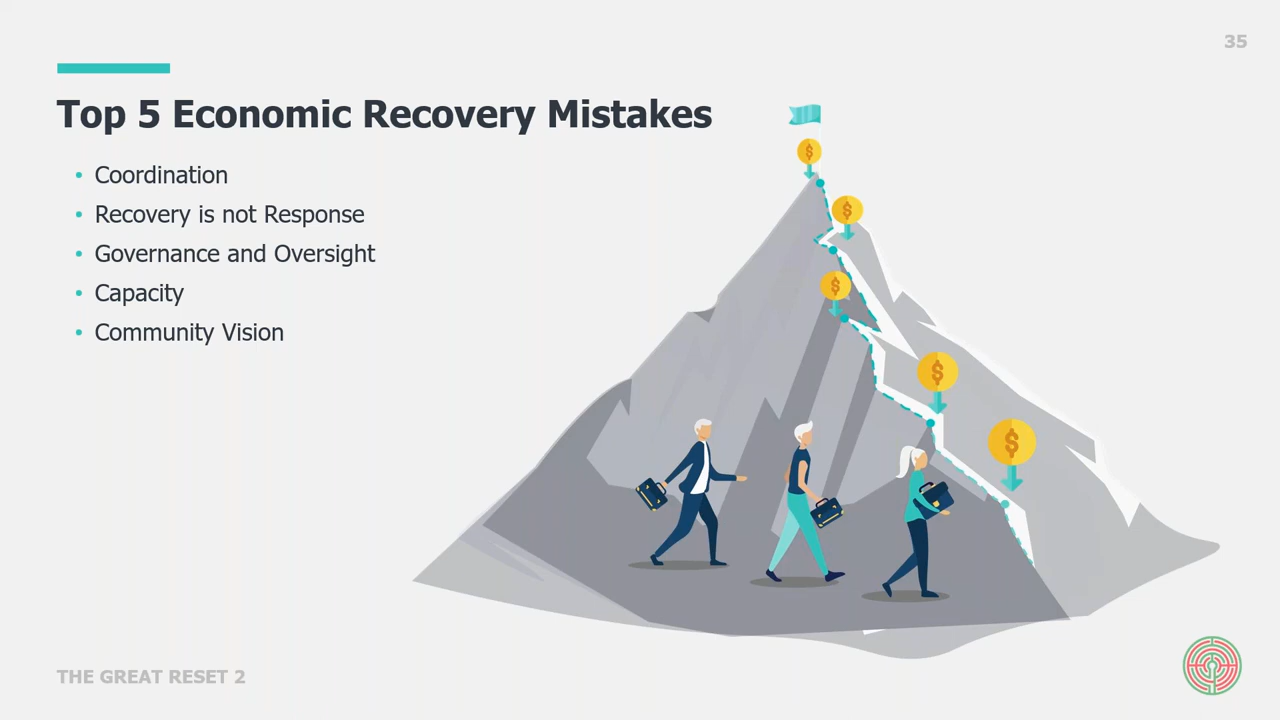 35
Top 5 Economic Recovery Mistakes
• Coordination
• Recovery is not Response
• Governance and Oversight
• Capacity
• Community Vision
$
$
$
$
$
THE GREAT RESET 2